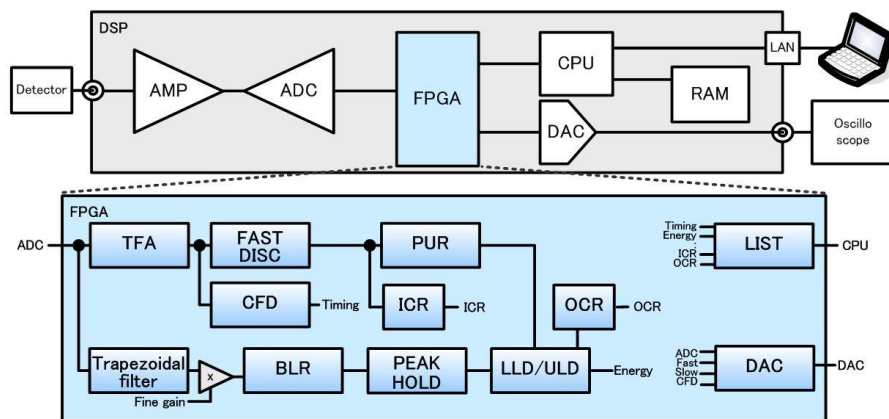 DSP
LAN
Detector
AMP
ADC
FPGA
CPU
RAM
DAC
Oscillo
scope
FPGA
ADC
TFA
FAST
DISC
PUR
CFD
Timing
ICR
ICR
OCR
OCR
Timing
Energy
ICR
OCR
LIST
CPU
Trapezoidal
filter
x
Fine gain
BLR
PEAK
HOLD
LLD/ULD
Energy
ADC
Fast
Slow
CFD
DAC
DAC